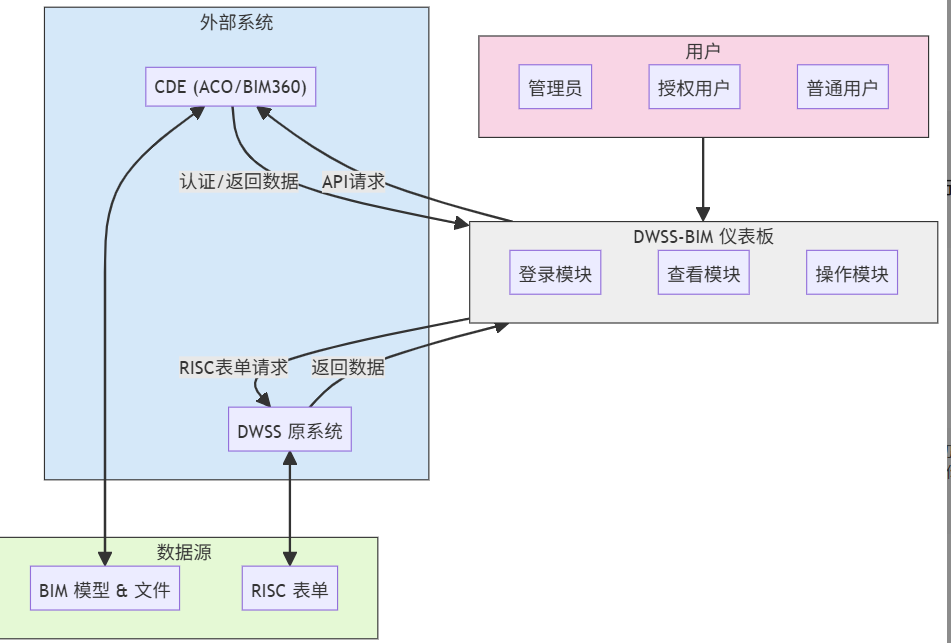 外部系统
CDE (ACO/BIM360)
用户
管理员
授权用户
普通用户
认证/返回数据
API请求
DWSS-BIM 仪表板
登录模块
查看模块
操作模块
RISC表单请求
返回数据
DWSS 原系统
数据源
BIM 模型 & 文件
RISC 表单